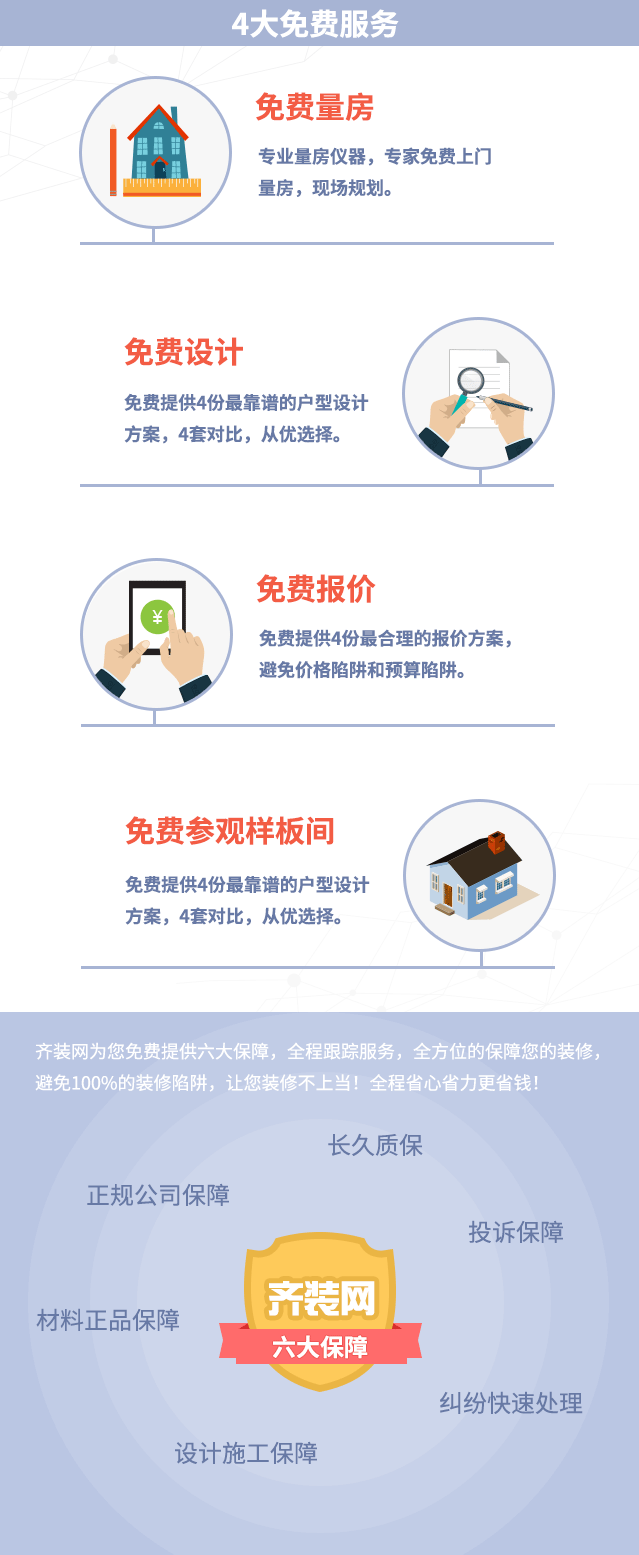 4大免费服务
免费量房
专业量房仪器，专家免费上门
量房，现场规划。
免费设计
免费提供4份最靠谱的户型设计
方案，4套对比，从优选择。
免费报价
¥
免费提供4份最合理的报价方案，
避免价格陷阱和预算陷阱。
免费参观样板间
免费提供4份最靠谱的户型设计
方案，4套对比，从优选择。
齐装网为您免费提供六大保障，全程跟踪服务，全方位的保障您的装修，
避免100%的装修陷阱，让您装修不上当！全程省心省力更省钱！
长久质保
正规公司保障
投诉保障
齐装网
材料正品保障
六大保障
纠纷快速处理
设计施工保障